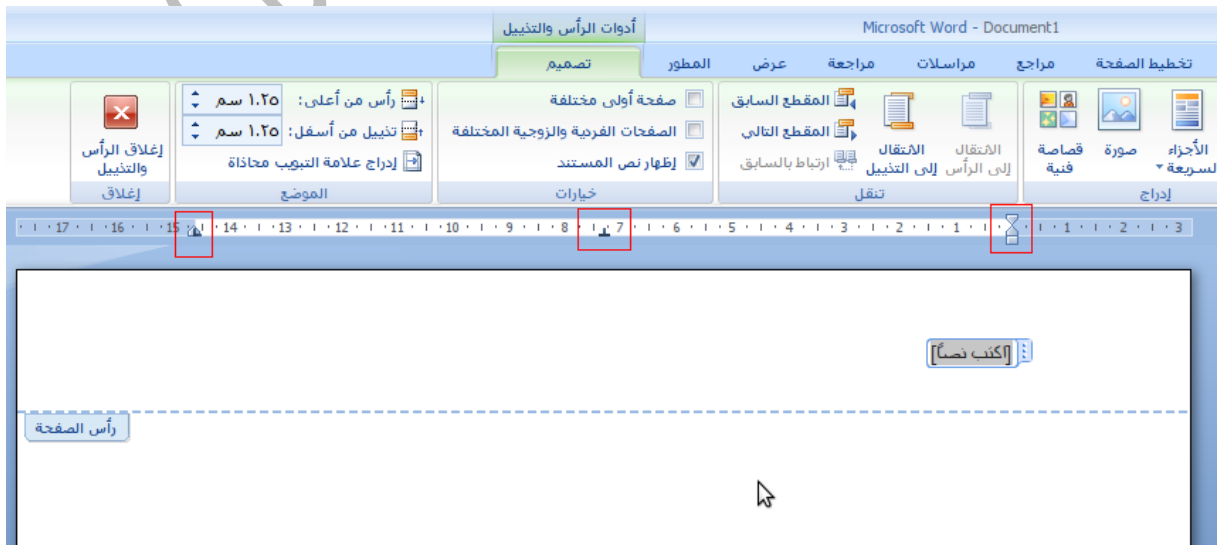 أدوات الرأس والتذييل
Microsoft Word - Document1
تخطيط الصفحة مراجع مراسلات مراجعة عرض المطور تصميم
الأجزاء السريعة
صورة
قصاصة فنية
إدراج
الانتقال إلى الرأس
الانتقال إلى التذييل
المقطع السابق
المقطع التالي
ارتباط بالسابق
تنقل
صفحة أولى مختلفة
الصفحات الفردية والزوجية المختلفة
إظهار نص المستند
خيارات
رأس من أعلى: ١.٢٥ سم
تذييل من أسفل: ١.٢٥ سم
إدراج علامة التبويب محاذاة
الموضع
إغلاق الرأس والتذييل
إغلاق
17 16 15 14 13 12 11 10 9 8 7 6 5 4 3 2 1 1 2 3
[اكتب نصاً]
رأس الصفحة